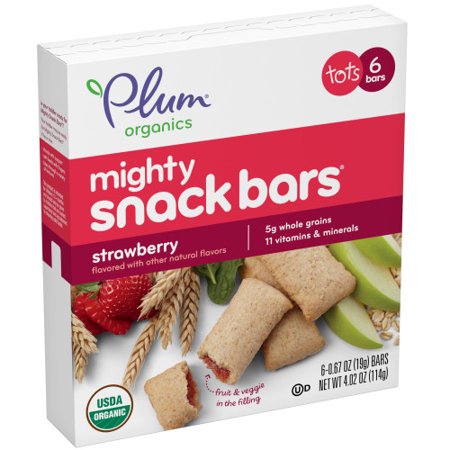 Plum®
organics
tots
6
bars
mighty
snack bars®
strawberry
flavored with other natural flavors
5g whole grains
11 vitamins & minerals
fruit & veggie
in the filling
USDA
ORGANIC
U D
6-0.67 OZ (19g) BARS
NET WT 4.02 OZ (114g)